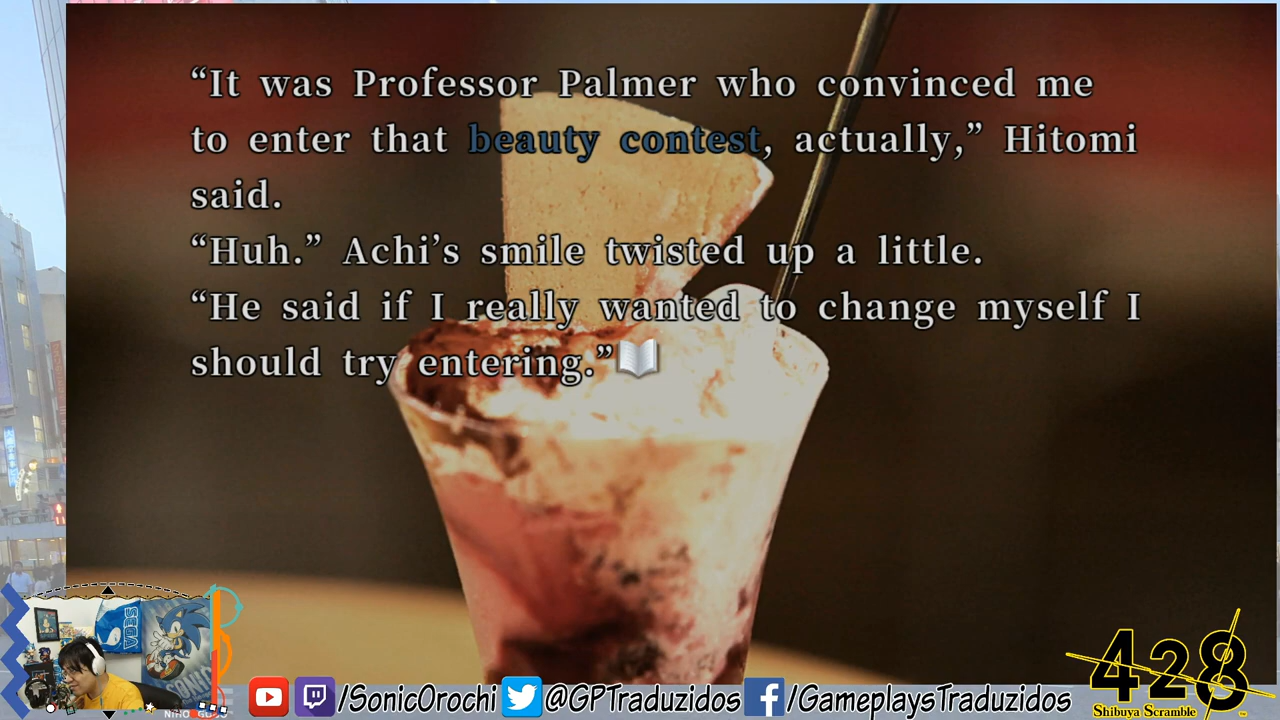 “It was Professor Palmer who convinced me
to enter that beauty contest, actually,” Hitomi
said.
“Huh.” Achi’s smile twisted up a little.
“He said if I really wanted to change myself I
should try entering.”
SEGA
SONIC
/SonicOrochi @GPTraduzidos /GameplaysTraduzidos
428
Shibuya Scramble